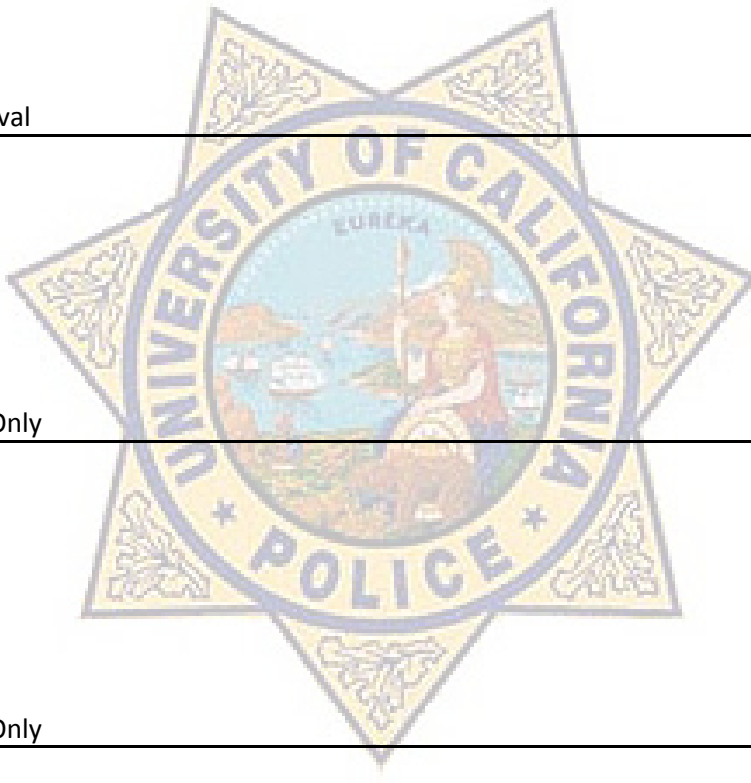 val
UNIVERSITY OF CALIFORNIA
EUREKA
Only
* POLICE *
Only